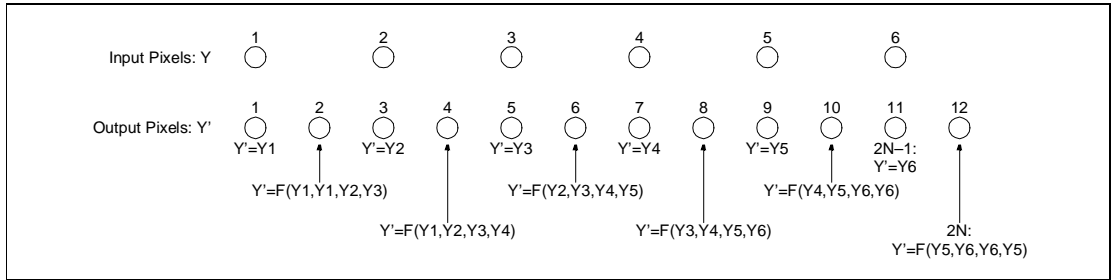 1 2 3 4 5 6
Input Pixels: Y
1 2 3 4 5 6 7 8 9 10 11 12
Output Pixels: Y’
Y’=Y1 Y’=Y2 Y’=Y3 Y’=Y4 Y’=Y5 2N–1:
Y’=Y6
Y’=F(Y1,Y1,Y2,Y3) Y’=F(Y2,Y3,Y4,Y5) Y’=F(Y4,Y5,Y6,Y6)
Y’=F(Y1,Y2,Y3,Y4) Y’=F(Y3,Y4,Y5,Y6) 2N:
Y’=F(Y5,Y6,Y6,Y5)